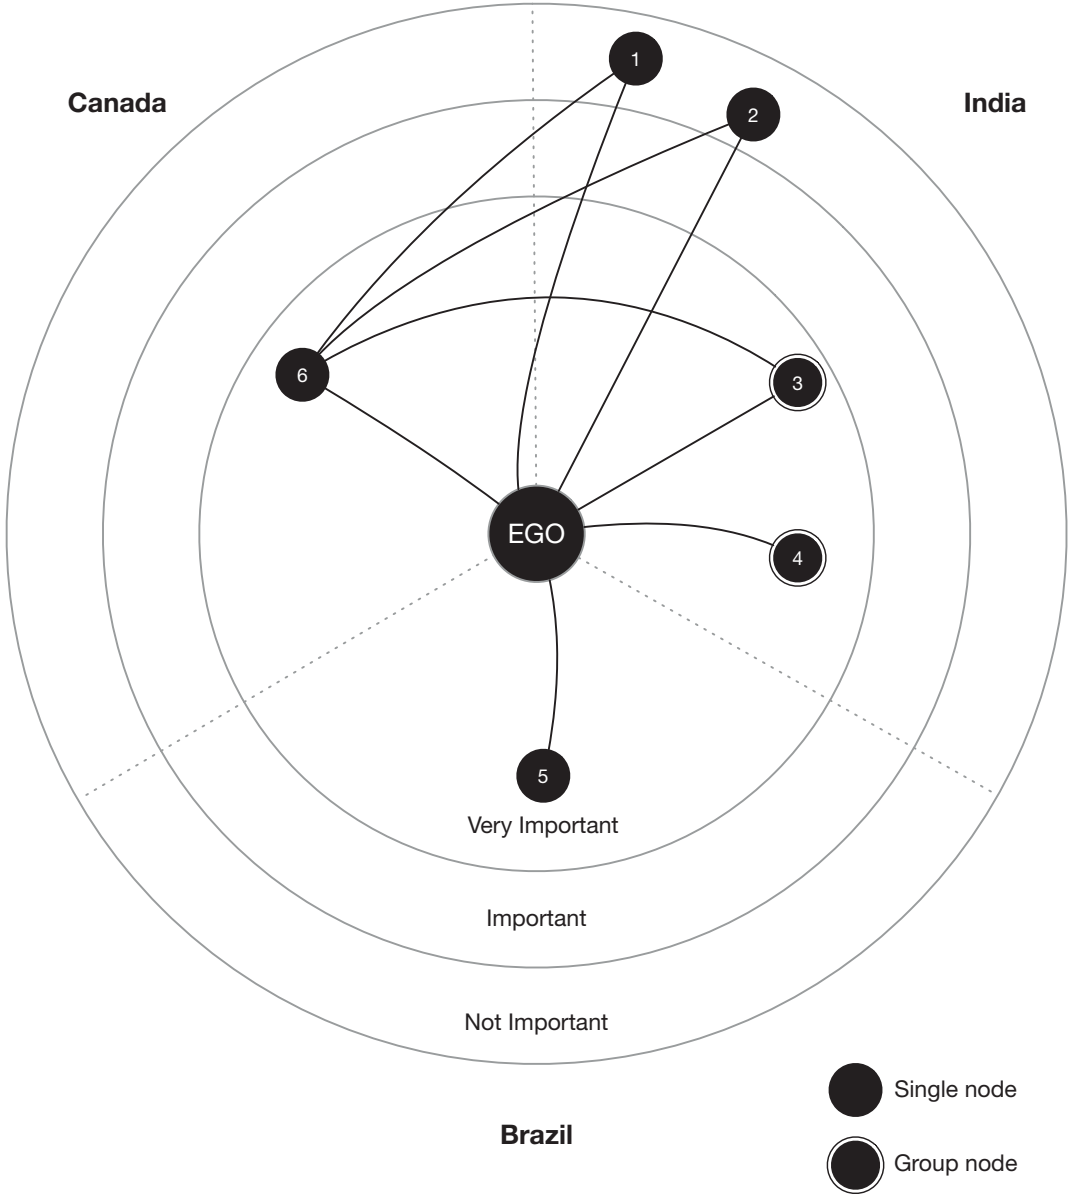 1
Canada
India
2
6
3
EGO
4
5
Very Important
Important
Not Important
Single node
Brazil
Group node